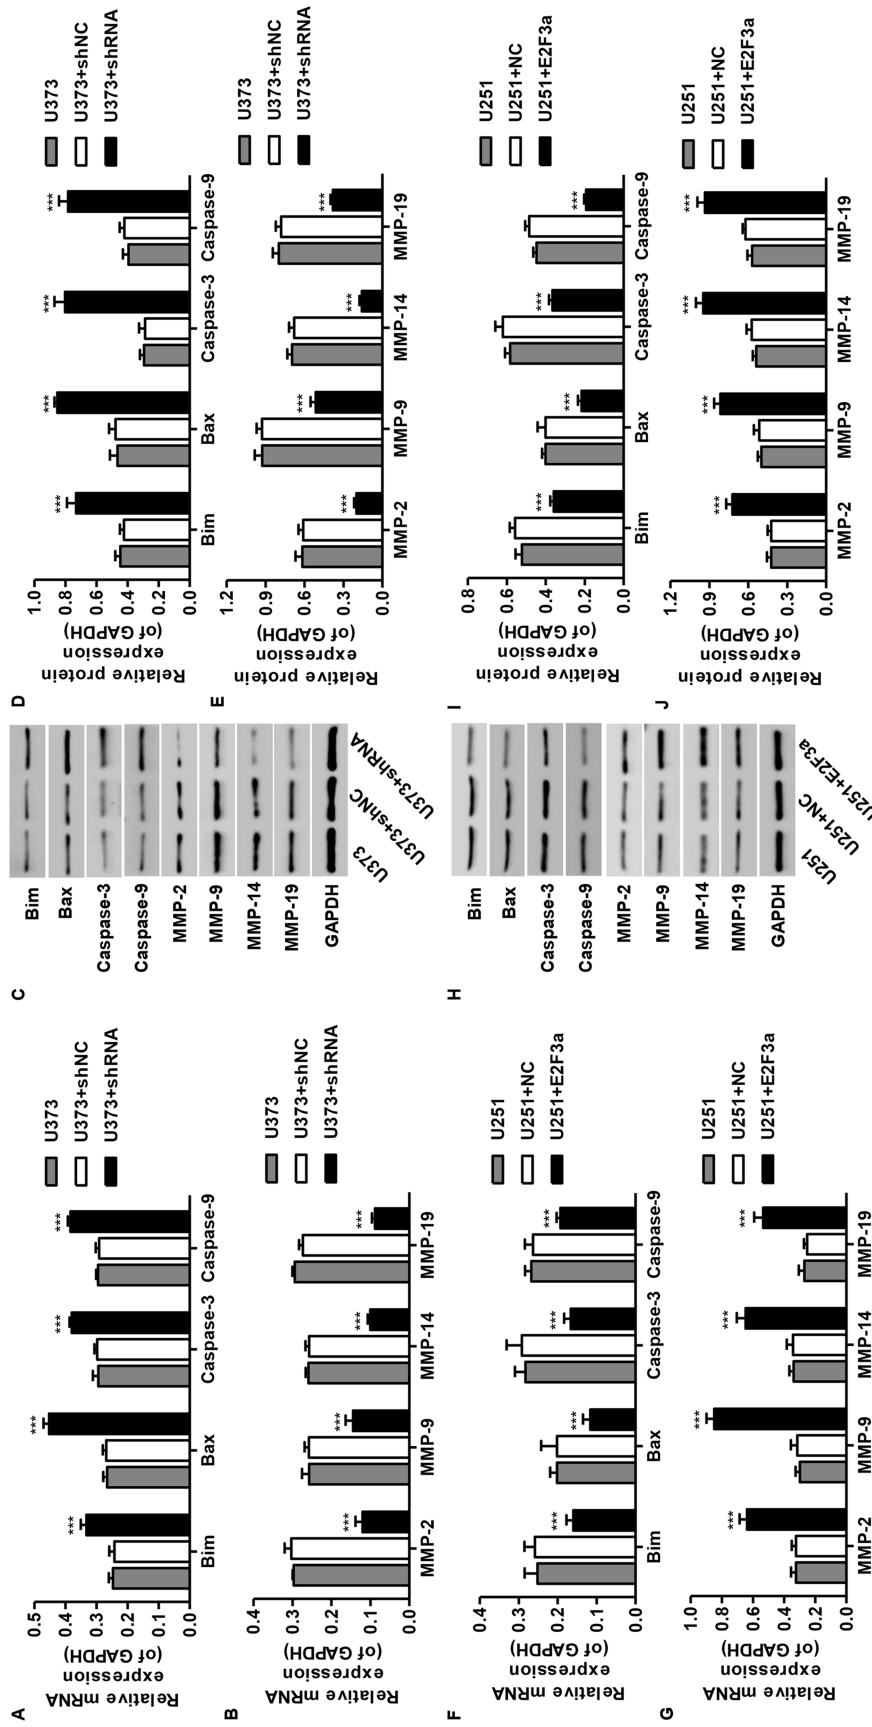 A
Relative mRNA
expression
(of GAPDH)
0.5
0.4
0.3
0.2
0.1
0.0
***
***
***
***
Bim
Bax
Caspase-3
Caspase-9
U373
U373+shNC
U373+shRNA
B
Relative mRNA
expression
(of GAPDH)
0.4
0.3
0.2
0.1
0.0
***
***
***
***
MMP-2
MMP-9
MMP-14
MMP-19
U373
U373+shNC
U373+shRNA
C
Bim
Bax
Caspase-3
Caspase-9
MMP-2
MMP-9
MMP-14
MMP-19
GAPDH
U373
U373+shNC
U373+shRNA
D
Relative protein
expression
(of GAPDH)
1.0
0.8
0.6
0.4
0.2
0.0
***
***
***
***
Bim
Bax
Caspase-3
Caspase-9
U373
U373+shNC
U373+shRNA
E
Relative protein
expression
(of GAPDH)
1.2
0.9
0.6
0.3
0.0
***
***
***
***
MMP-2
MMP-9
MMP-14
MMP-19
U373
U373+shNC
U373+shRNA
F
Relative mRNA
expression
(of GAPDH)
0.4
0.3
0.2
0.1
0.0
***
***
***
***
Bim
Bax
Caspase-3
Caspase-9
U251
U251+NC
U251+E2F3a
G
Relative mRNA
expression
(of GAPDH)
1.0
0.8
0.6
0.4
0.2
0.0
***
***
***
***
MMP-2
MMP-9
MMP-14
MMP-19
U251
U251+NC
U251+E2F3a
H
Bim
Bax
Caspase-3
Caspase-9
MMP-2
MMP-9
MMP-14
MMP-19
GAPDH
U251
U251+NC
U251+E2F3a
I
Relative protein
expression
(of GAPDH)
0.8
0.6
0.4
0.2
0.0
***
***
***
***
Bim
Bax
Caspase-3
Caspase-9
U251
U251+NC
U251+E2F3a
J
Relative protein
expression
(of GAPDH)
1.2
0.9
0.6
0.3
0.0
***
***
***
***
MMP-2
MMP-9
MMP-14
MMP-19
U251
U251+NC
U251+E2F3a